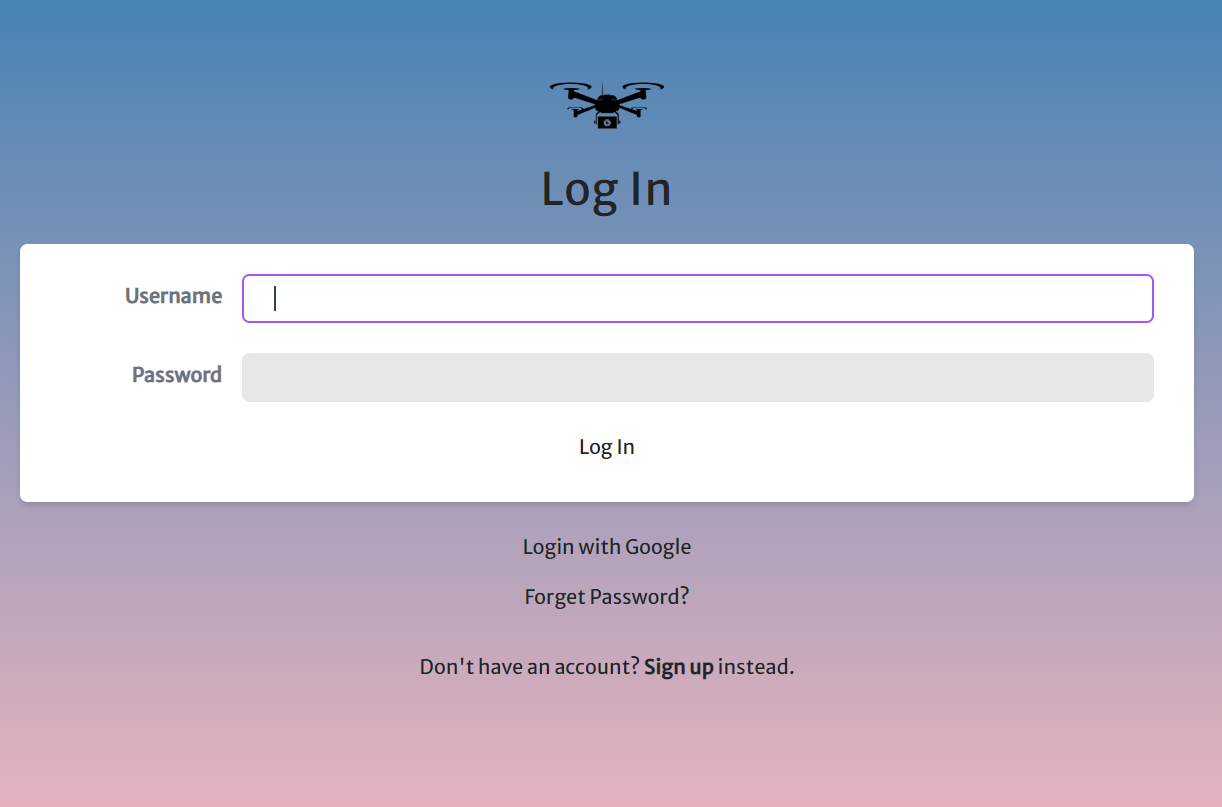 Log In
Username
Password
Log In
Login with Google
Forget Password?
Don't have an account? Sign up instead.